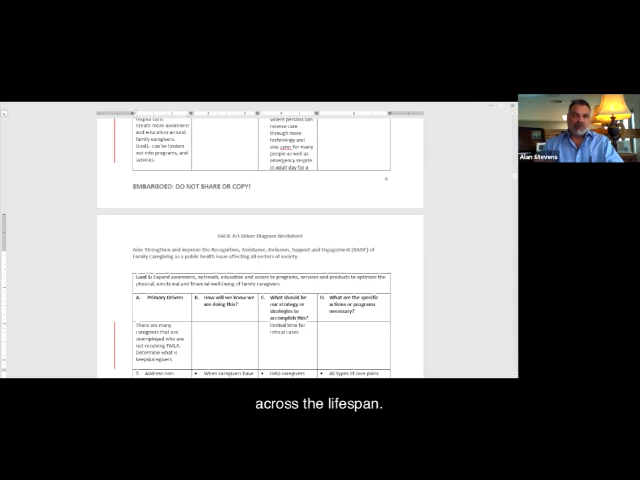 respite care.
Create more awareness
and education around
family caregivers.
Goal1- can be broken
out into programs, and
services.
where persons can
receive care
through more
technology and
one carer for many
people as well as
emergency respite
in adult day for a
EMBARGOED: DO NOT SHARE OR COPY!
Alan Stevens
RAISE Act Driver Diagram Worksheet
Aim: Strengthen and improve the Recognition, Assistance, Inclusion, Support and Engagement (RAISE) of
Family Caregiving as a public health issue affecting all sectors of society.
Goal 1: Expand awareness, outreach, education and access to programs, services and products to optimize the
physical, emotional and financial well-being of family caregivers
A. Primary Drivers
B. How will we know we
are doing this?
C. What should be
our strategy or
strategies to
accomplish this?
D. What are the specific
actions or programs
necessary?
There are many
caregivers that are
unemployed who are
not receiving FMLA.
Determine what is
limited time for
critical cases
Address non-
• When caregivers have
• Help caregivers
• All types of care plans
across the lifespan.